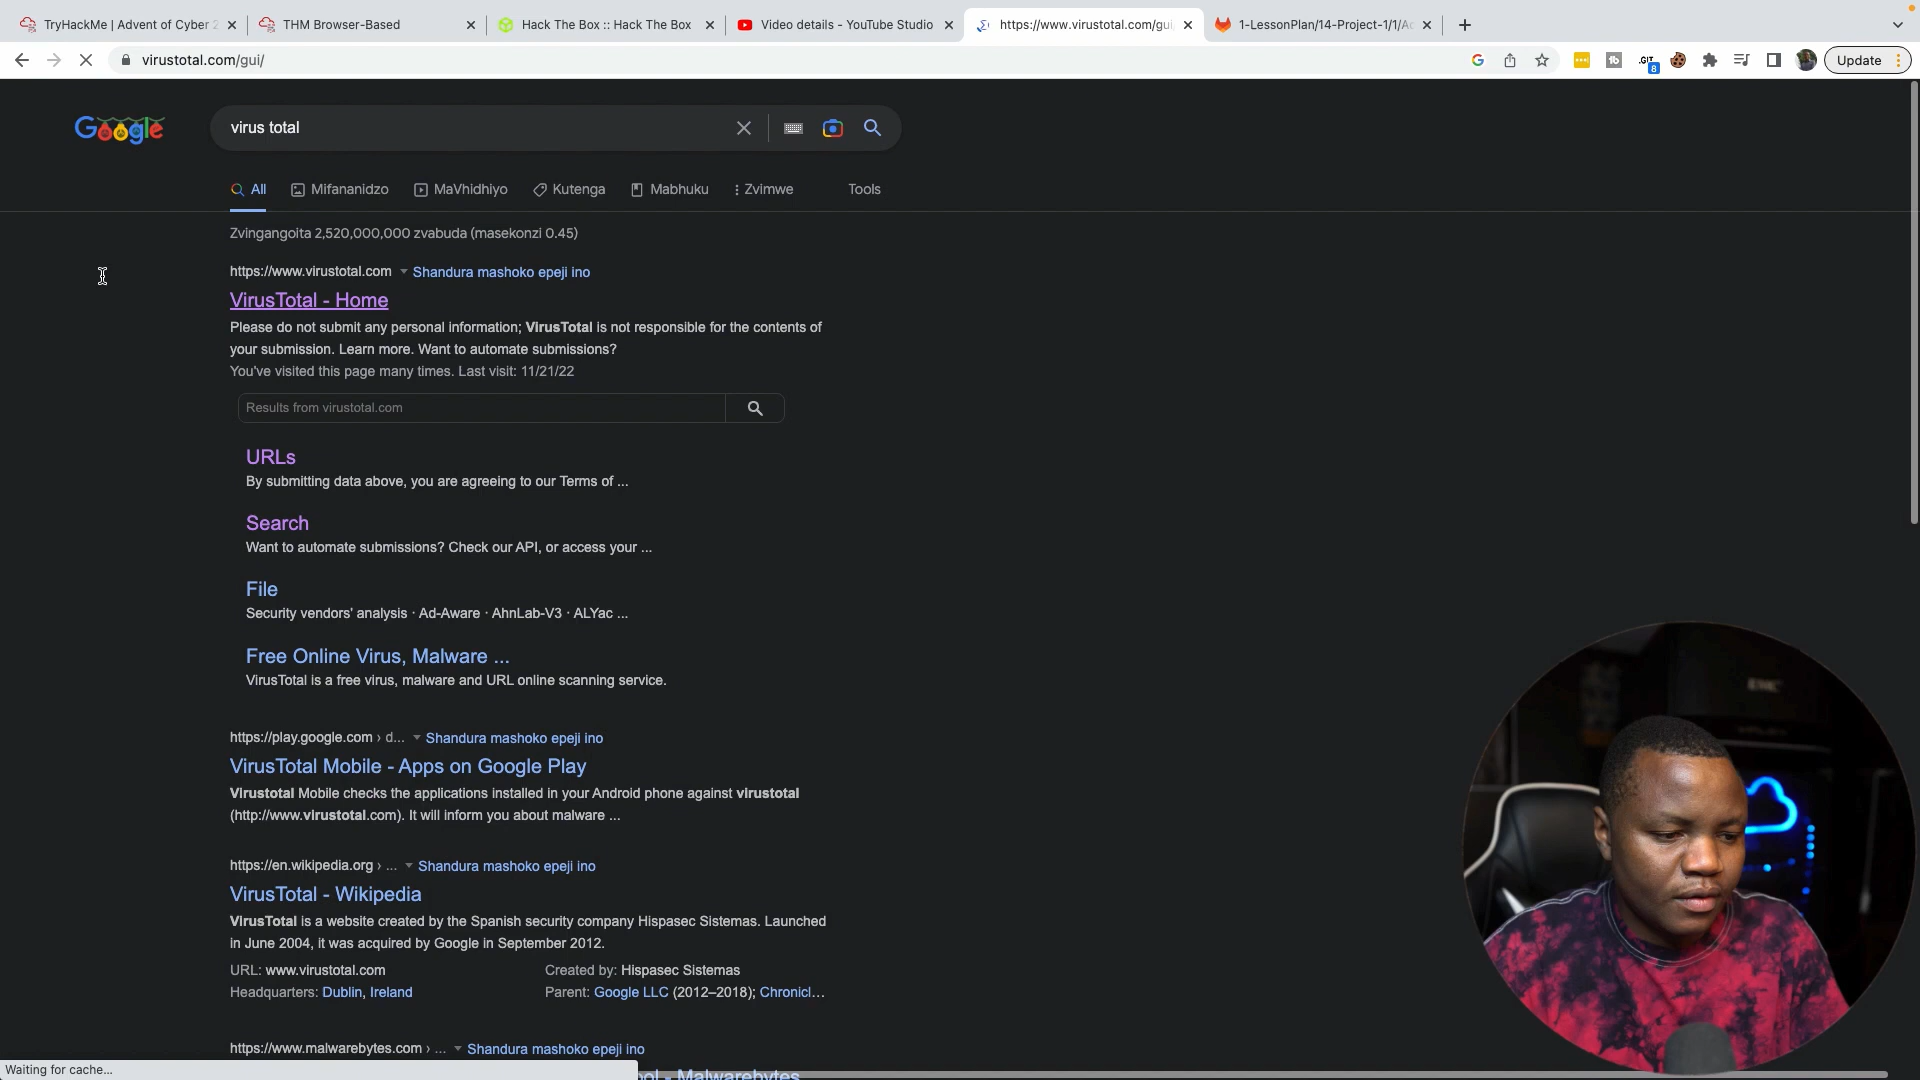 TryHackMe | Advent of Cyber 2
THM Browser-Based
Hack The Box :: Hack The Box
Video details - YouTube Studio
https://www.virustotal.com/gui
1-LessonPlan/14-Project-1/1/Ac
virustotal.com/gui/
Update
Google
virus total
All
Mifananidzo
MaVhidhiyo
Kutenga
Mabhuku
Zvimwe
Tools
Zvingangoita 2,520,000,000 zvabuda (masekonzi 0.45)
https://www.virustotal.com
Shandura mashoko epeji ino
VirusTotal - Home
Please do not submit any personal information; VirusTotal is not responsible for the contents of
your submission. Learn more. Want to automate submissions?
You've visited this page many times. Last visit: 11/21/22
Results from virustotal.com
URLs
By submitting data above, you are agreeing to our Terms of ...
Search
Want to automate submissions? Check our API, or access your ...
File
Security vendors' analysis · Ad-Aware · AhnLab-V3 · ALYac ...
Free Online Virus, Malware ...
VirusTotal is a free virus, malware and URL online scanning service.
https://play.google.com › d...
Shandura mashoko epeji ino
VirusTotal Mobile - Apps on Google Play
Virustotal Mobile checks the applications installed in your Android phone against virustotal
(http://www.virustotal.com). It will inform you about malware ...
https://en.wikipedia.org › ...
Shandura mashoko epeji ino
VirusTotal - Wikipedia
VirusTotal is a website created by the Spanish security company Hispasec Sistemas. Launched
in June 2004, it was acquired by Google in September 2012.
URL: www.virustotal.com
Created by: Hispasec Sistemas
Headquarters: Dublin, Ireland
Parent: Google LLC (2012–2018); Chronicl...
https://www.malwarebytes.com › ...
Shandura mashoko epeji ino
- Malwarebytes
Waiting for cache...